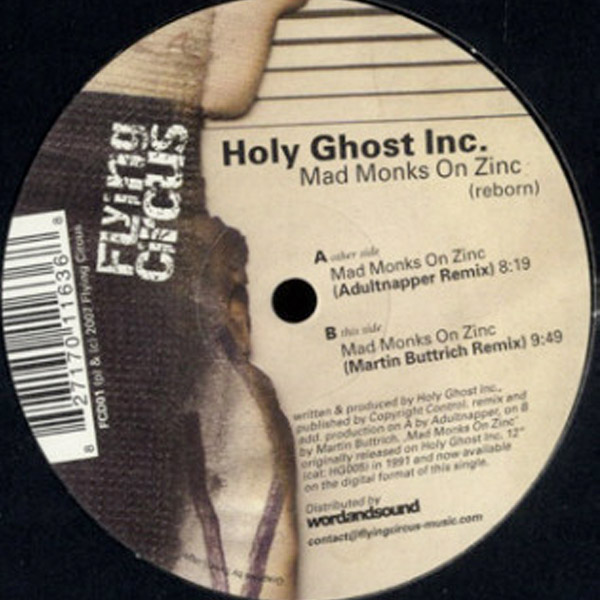 Flying
Circus
Holy Ghost Inc.
Mad Monks On Zinc
(reborn)
A other side
Mad Monks On Zinc
(Adultnapper Remix) 8:19
B this side
Mad Monks On Zinc
(Martin Buttrich Remix) 9:49
written & produced by Holy Ghost Inc.,
published by Copyright Control, remix and
add. production on A by Adultnapper, on B
by Martin Buttrich. „Mad Monks On Zinc"
originally released on Holy Ghost Inc. 12"
(cat: HG005) in 1991 and now available
on the digital format of this single.
Distributed by
wordandsound
contact@flyingcircus-music.com
8 27170 11636 8
FCD01 (p) & (c) 2007 Flying Circus